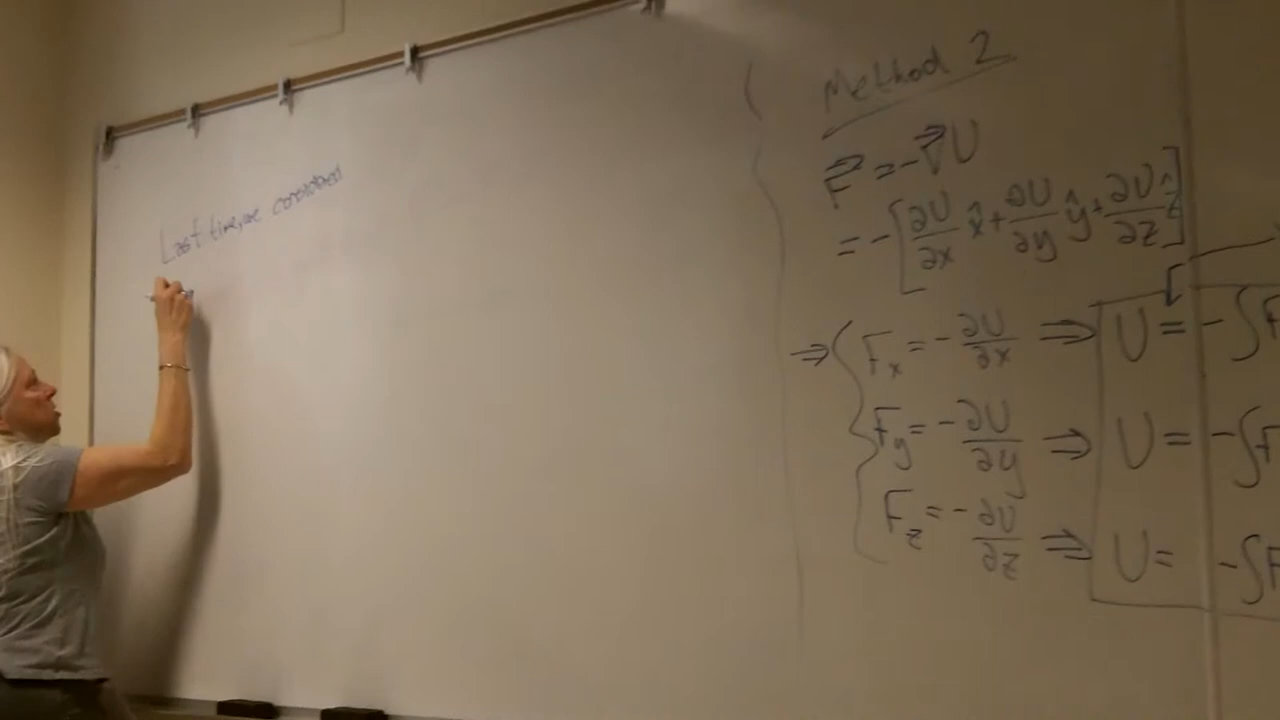 Last time, we considered
Method 2
F⃗ = -∇⃗U
= -[∂U/∂x x̂ + ∂U/∂y ŷ + ∂U/∂z ẑ]
⇒ { Fx = - ∂U/∂x ⇒ U = -∫F
Fy = - ∂U/∂y ⇒ U = -∫F
Fz = - ∂U/∂z ⇒ U = -∫F